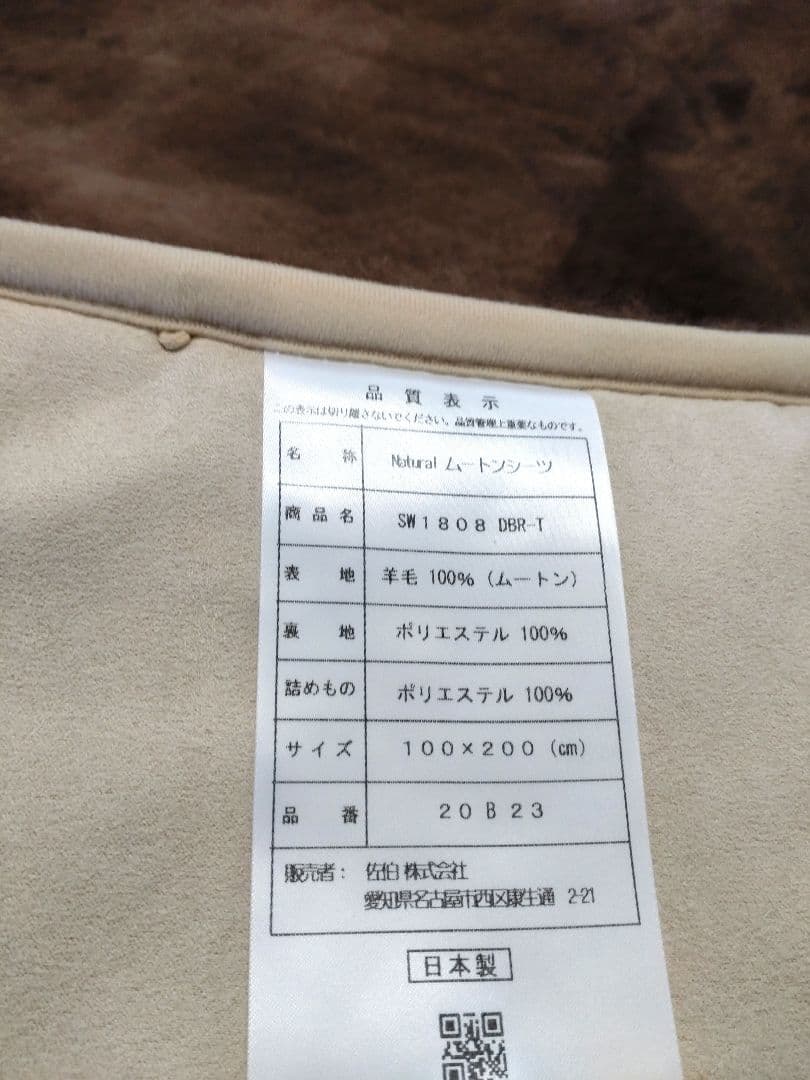 品質表示
この表示は切り離さないでください。品質管理上重要なものです。
名称 Natural ムートンシーツ
商品名 SW1808 DBR-T
表地 羊毛 100% (ムートン)
裏地 ポリエステル 100%
詰めもの ポリエステル 100%
サイズ 100×200 (cm)
品番 20B23
販売者： 佐伯 株式会社
愛知県名古屋市西区康生通 2-21
日本製